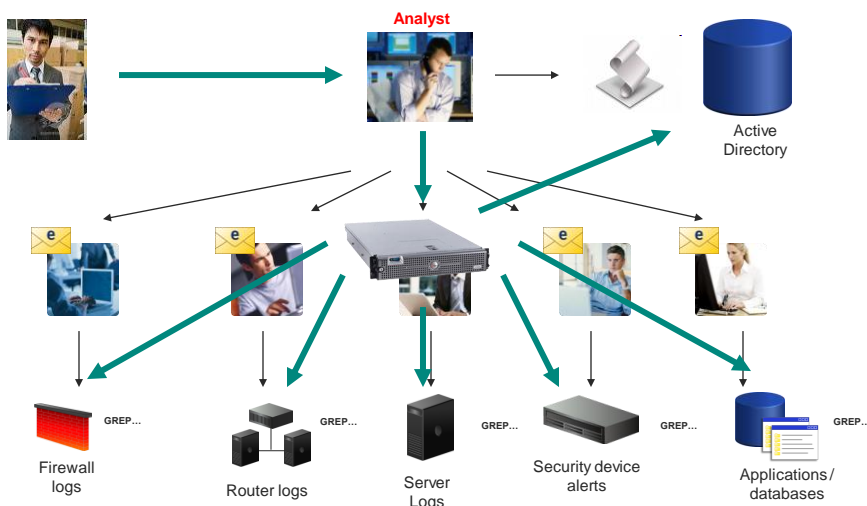 Analyst
Active
Directory
e
e
e
e
GREP…
GREP…
GREP…
GREP…
GREP…
Firewall
logs
Router logs
Server
Logs
Security device
alerts
Applications/
databases